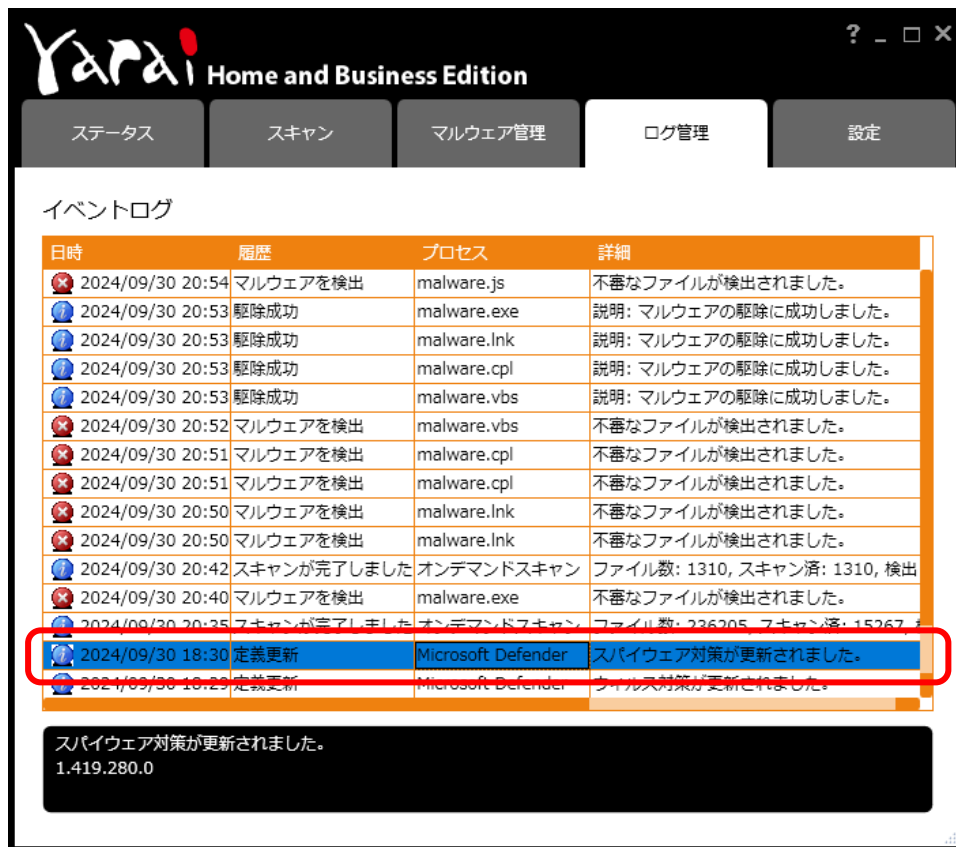 Yarai Home and Business Edition
ステータス スキャン マルウェア管理 ログ管理 設定
イベントログ
日時 履歴 プロセス 詳細
2024/09/30 20:54 マルウェアを検出 malware.js 不審なファイルが検出されました。
2024/09/30 20:53 駆除成功 malware.exe 説明: マルウェアの駆除に成功しました。
2024/09/30 20:53 駆除成功 malware.lnk 説明: マルウェアの駆除に成功しました。
2024/09/30 20:53 駆除成功 malware.cpl 説明: マルウェアの駆除に成功しました。
2024/09/30 20:53 駆除成功 malware.vbs 説明: マルウェアの駆除に成功しました。
2024/09/30 20:52 マルウェアを検出 malware.vbs 不審なファイルが検出されました。
2024/09/30 20:51 マルウェアを検出 malware.cpl 不審なファイルが検出されました。
2024/09/30 20:51 マルウェアを検出 malware.cpl 不審なファイルが検出されました。
2024/09/30 20:50 マルウェアを検出 malware.lnk 不審なファイルが検出されました。
2024/09/30 20:50 マルウェアを検出 malware.lnk 不審なファイルが検出されました。
2024/09/30 20:42 スキャンが完了しました オンデマンドスキャン ファイル数: 1310, スキャン済: 1310, 検出
2024/09/30 20:40 マルウェアを検出 malware.exe 不審なファイルが検出されました。
2024/09/30 20:35 スキャンが完了しました オンデマンドスキャン ファイル数: 236205, スキャン済: 15267,
2024/09/30 18:30 定義更新 Microsoft Defender スパイウェア対策が更新されました。
2024/09/30 18:29 定義更新 Microsoft Defender ウィルス対策が更新されました。
スパイウェア対策が更新されました。
1.419.280.0